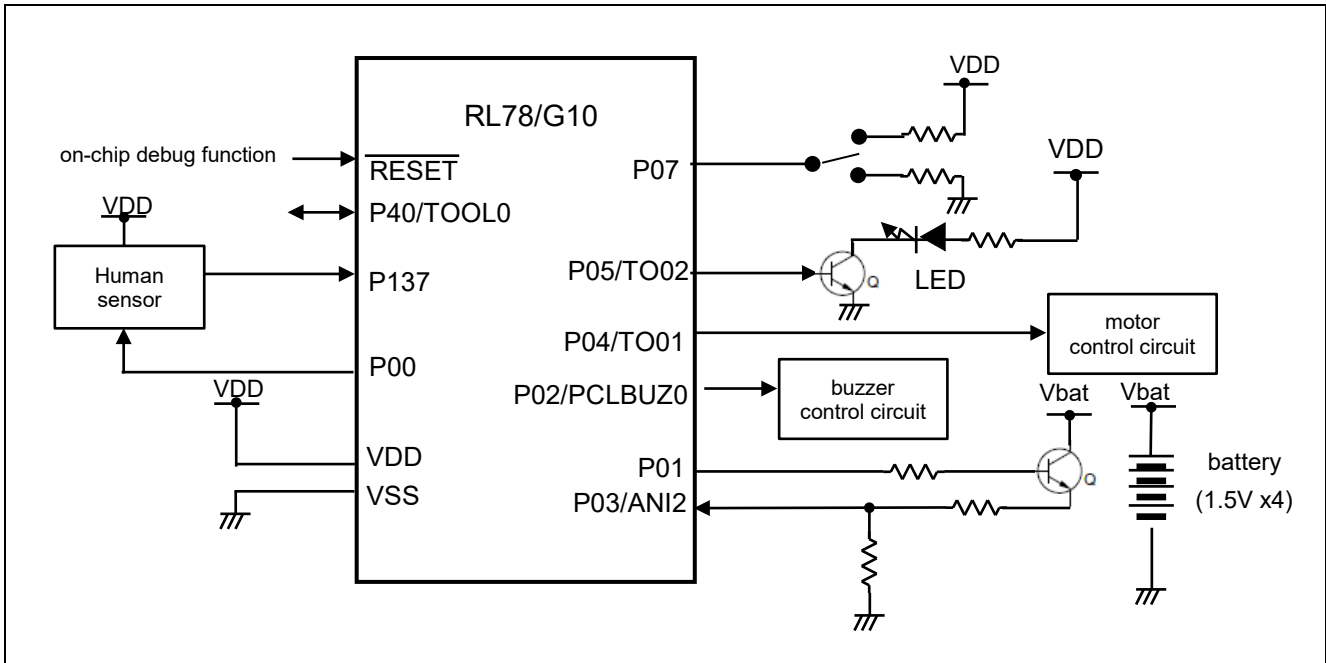 RL78/G10
on-chip debug function
RESET
P40/TOOL0
VDD
Human
sensor
P137
P00
VDD
VDD
VSS
P07
VDD
VDD
P05/TO02
Q
LED
P04/TO01
motor
control circuit
P02/PCLBUZ0
buzzer
control circuit
Vbat
Vbat
P01
Q
P03/ANI2
battery
(1.5V x4)